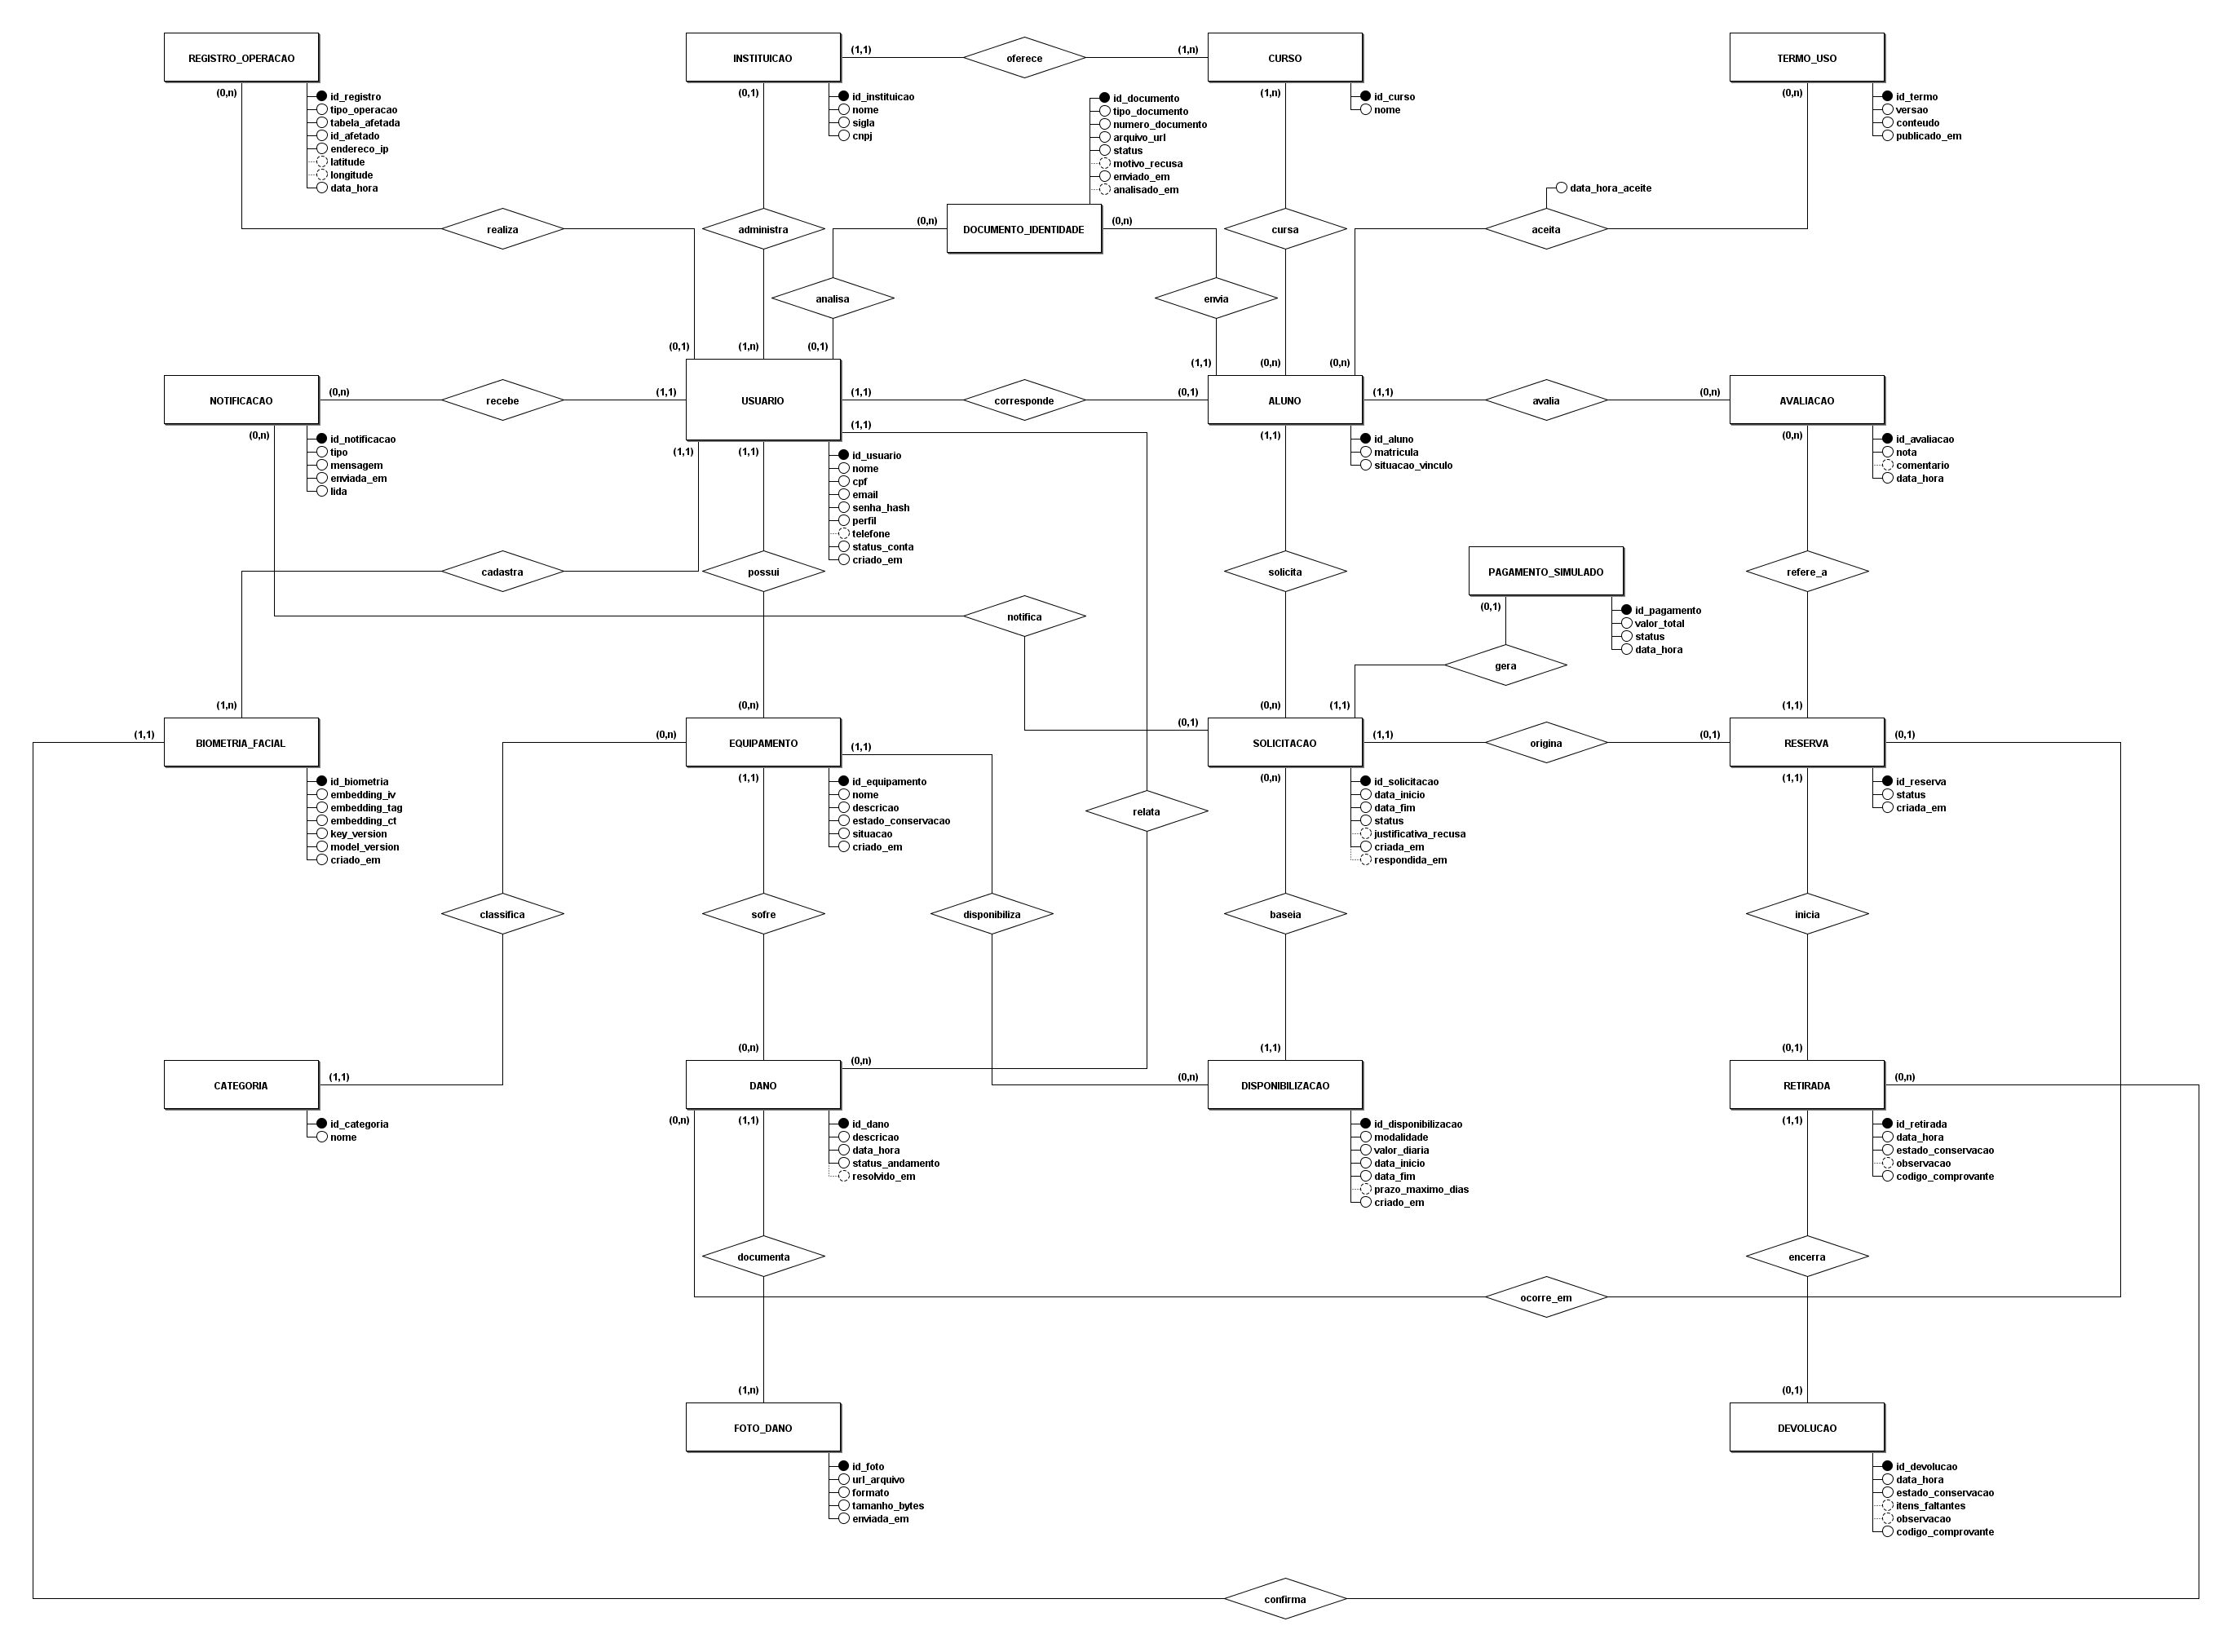 REGISTRO_OPERACAO
(0,n)
id_registro
tipo_operacao
tabela_afetada
id_afetado
endereco_ip
latitude
longitude
data_hora
INSTITUICAO
(1,1)
oferece
(1,n)
(0,1)
id_instituicao
nome
sigla
cnpj
CURSO
(1,n)
id_curso
nome
TERMO_USO
(0,n)
id_termo
versao
conteudo
publicado_em
id_documento
tipo_documento
numero_documento
arquivo_url
status
motivo_recusa
enviado_em
analisado_em
data_hora_aceite
realiza
administra
(0,n)
DOCUMENTO_IDENTIDADE
(0,n)
cursa
aceita
analisa
envia
(0,1)
(1,n)
(0,1)
(1,1)
(0,n)
(0,n)
NOTIFICACAO
(0,n)
recebe
(1,1)
USUARIO
(1,1)
corresponde
(0,1)
ALUNO
(1,1)
avalia
(0,n)
AVALIACAO
(0,n)
id_notificacao
tipo
mensagem
enviada_em
lida
(1,1)
(1,1)
(1,1)
id_usuario
nome
cpf
email
senha_hash
perfil
telefone
status_conta
criado_em
(1,1)
id_aluno
matricula
situacao_vinculo
(0,n)
id_avaliacao
nota
comentario
data_hora
cadastra
possui
solicita
PAGAMENTO_SIMULADO
refere_a
notifica
(0,1)
id_pagamento
valor_total
status
data_hora
gera
(1,n)
(0,n)
(0,n)
(1,1)
(1,1)
(1,1)
BIOMETRIA_FACIAL
(0,n)
EQUIPAMENTO
(1,1)
(0,1)
SOLICITACAO
(1,1)
origina
(0,1)
RESERVA
(0,1)
id_biometria
embedding_iv
embedding_tag
embedding_ct
key_version
model_version
criado_em
(1,1)
id_equipamento
nome
descricao
estado_conservacao
situacao
criado_em
relata
(0,n)
id_solicitacao
data_inicio
data_fim
status
justificativa_recusa
criada_em
respondida_em
(1,1)
id_reserva
status
criada_em
classifica
sofre
disponibiliza
baseia
inicia
(0,n)
(1,1)
(0,1)
CATEGORIA
(1,1)
DANO
(0,n)
(0,n)
DISPONIBILIZACAO
RETIRADA
(0,n)
id_categoria
nome
(0,n)
(1,1)
id_dano
descricao
data_hora
status_andamento
resolvido_em
id_disponibilizacao
modalidade
valor_diaria
data_inicio
data_fim
prazo_maximo_dias
criado_em
(1,1)
id_retirada
data_hora
estado_conservacao
observacao
codigo_comprovante
documenta
encerra
ocorre_em
(1,n)
(0,1)
FOTO_DANO
DEVOLUCAO
id_foto
url_arquivo
formato
tamanho_bytes
enviada_em
id_devolucao
data_hora
estado_conservacao
itens_faltantes
observacao
codigo_comprovante
confirma